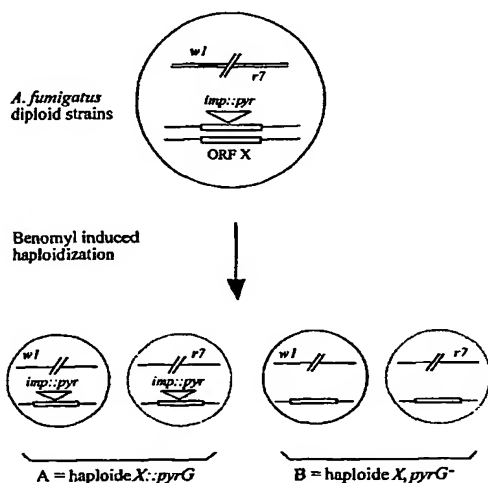 w1
r7
A. fumigatus
diploid strains
imp::pyr
ORF X
Benomyl induced
haploidization
w1
imp::pyr
r7
imp::pyr
w1
r7
A = haploide X::pyrG
B = haploide X, pyrG-